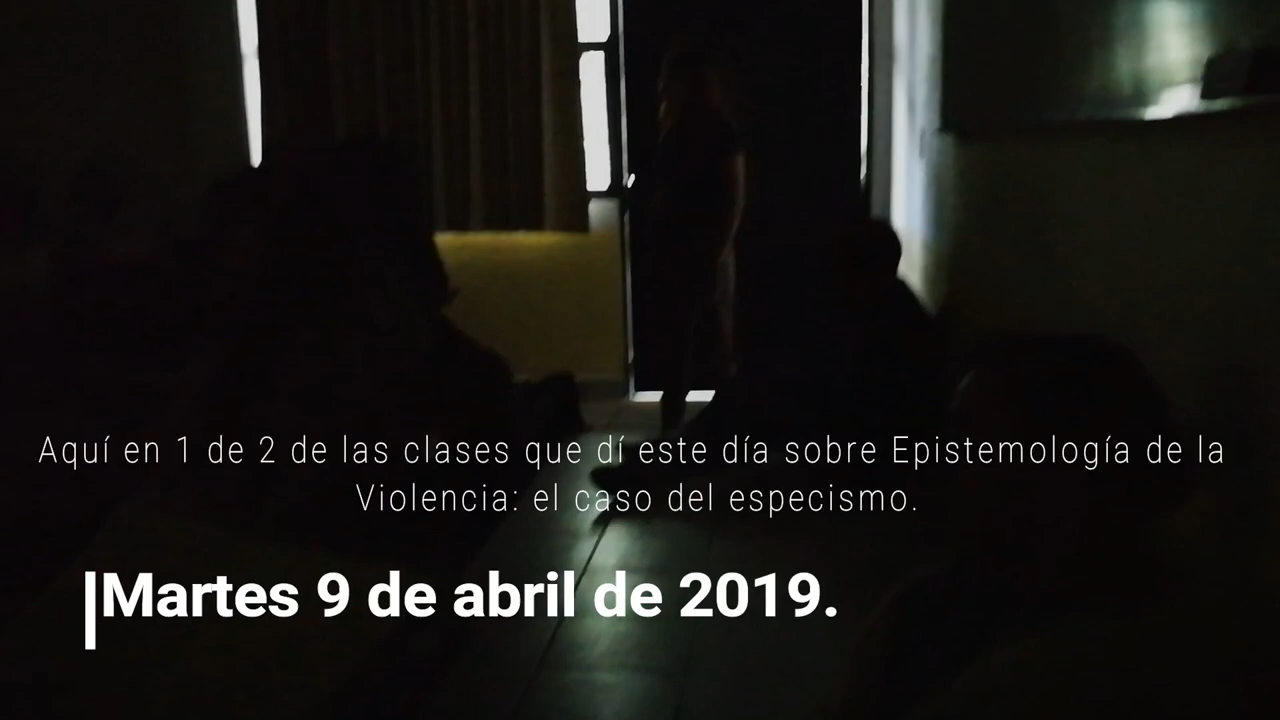 Aquí en 1 de 2 de las clases que dí este día sobre Epistemología de la
Violencia: el caso del especismo.
Martes 9 de abril de 2019.